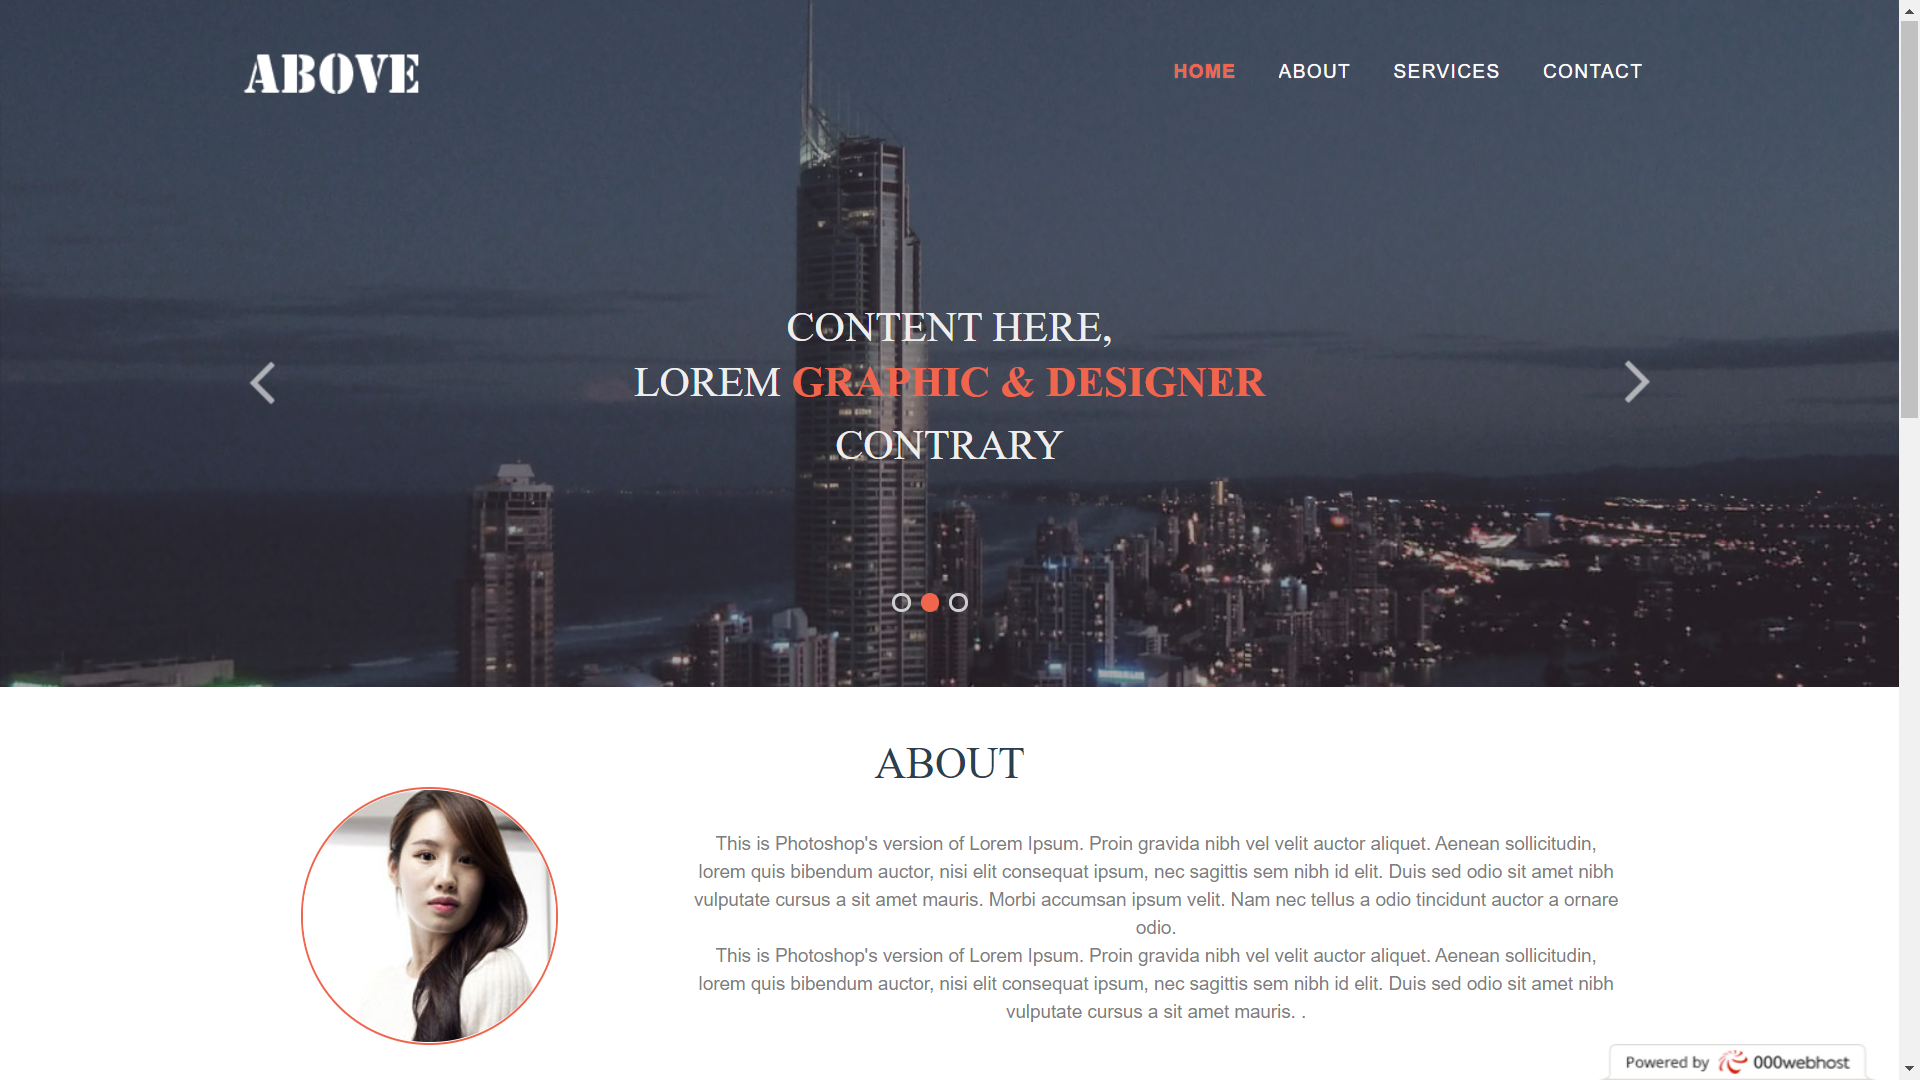 ABOVE
HOME ABOUT SERVICES CONTACT
CONTENT HERE,
LOREM GRAPHIC & DESIGNER
CONTRARY
ABOUT
This is Photoshop's version of Lorem Ipsum. Proin gravida nibh vel velit auctor aliquet. Aenean sollicitudin,
lorem quis bibendum auctor, nisi elit consequat ipsum, nec sagittis sem nibh id elit. Duis sed odio sit amet nibh
vulputate cursus a sit amet mauris. Morbi accumsan ipsum velit. Nam nec tellus a odio tincidunt auctor a ornare
odio.
This is Photoshop's version of Lorem Ipsum. Proin gravida nibh vel velit auctor aliquet. Aenean sollicitudin,
lorem quis bibendum auctor, nisi elit consequat ipsum, nec sagittis sem nibh id elit. Duis sed odio sit amet nibh
vulputate cursus a sit amet mauris. .
Powered by 000webhost